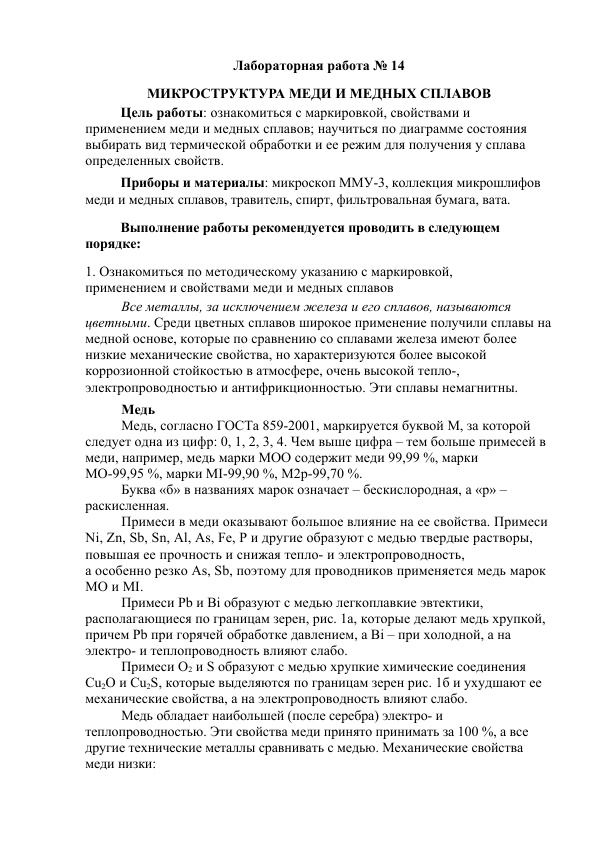 Лабораторная работа № 14
МИКРОСТРУКТУРА МЕДИ И МЕДНЫХ СПЛАВОВ
Цель работы: ознакомиться с маркировкой, свойствами и
применением меди и медных сплавов; научиться по диаграмме состояния
выбирать вид термической обработки и ее режим для получения у сплава
определенных свойств.
Приборы и материалы: микроскоп ММУ-3, коллекция микрошлифов
меди и медных сплавов, травитель, спирт, фильтровальная бумага, вата.
Выполнение работы рекомендуется проводить в следующем
порядке:
1. Ознакомиться по методическому указанию с маркировкой,
применением и свойствами меди и медных сплавов
Все металлы, за исключением железа и его сплавов, называются
цветными. Среди цветных сплавов широкое применение получили сплавы на
медной основе, которые по сравнению со сплавами железа имеют более
низкие механические свойства, но характеризуются более высокой
коррозионной стойкостью в атмосфере, очень высокой тепло-,
электропроводностью и антифрикционностью. Эти сплавы немагнитны.
Медь
Медь, согласно ГОСТа 859-2001, маркируется буквой М, за которой
следует одна из цифр: 0, 1, 2, 3, 4. Чем выше цифра – тем больше примесей в
меди, например, медь марки МОО содержит меди 99,99 %, марки
МО-99,95 %, марки МI-99,90 %, М2р-99,70 %.
Буква «б» в названиях марок означает – бескислородная, а «р» –
раскисленная.
Примеси в меди оказывают большое влияние на ее свойства. Примеси
Ni, Zn, Sb, Sn, Al, As, Fe, P и другие образуют с медью твердые растворы,
повышая ее прочность и снижая тепло- и электропроводность,
а особенно резко As, Sb, поэтому для проводников применяется медь марок
МО и МI.
Примеси Pb и Bi образуют с медью легкоплавкие эвтектики,
располагающиеся по границам зерен, рис. 1а, которые делают медь хрупкой,
причем Pb при горячей обработке давлением, а Bi – при холодной, а на
электро- и теплопроводность влияют слабо.
Примеси O₂ и S образуют с медью хрупкие химические соединения
Cu₂O и Cu₂S, которые выделяются по границам зерен рис. 1б и ухудшают ее
механические свойства, а на электропроводность влияют слабо.
Медь обладает наибольшей (после серебра) электро- и
теплопроводностью. Эти свойства меди принято принимать за 100 %, а все
другие технические металлы сравнивать с медью. Механические свойства
меди низки: